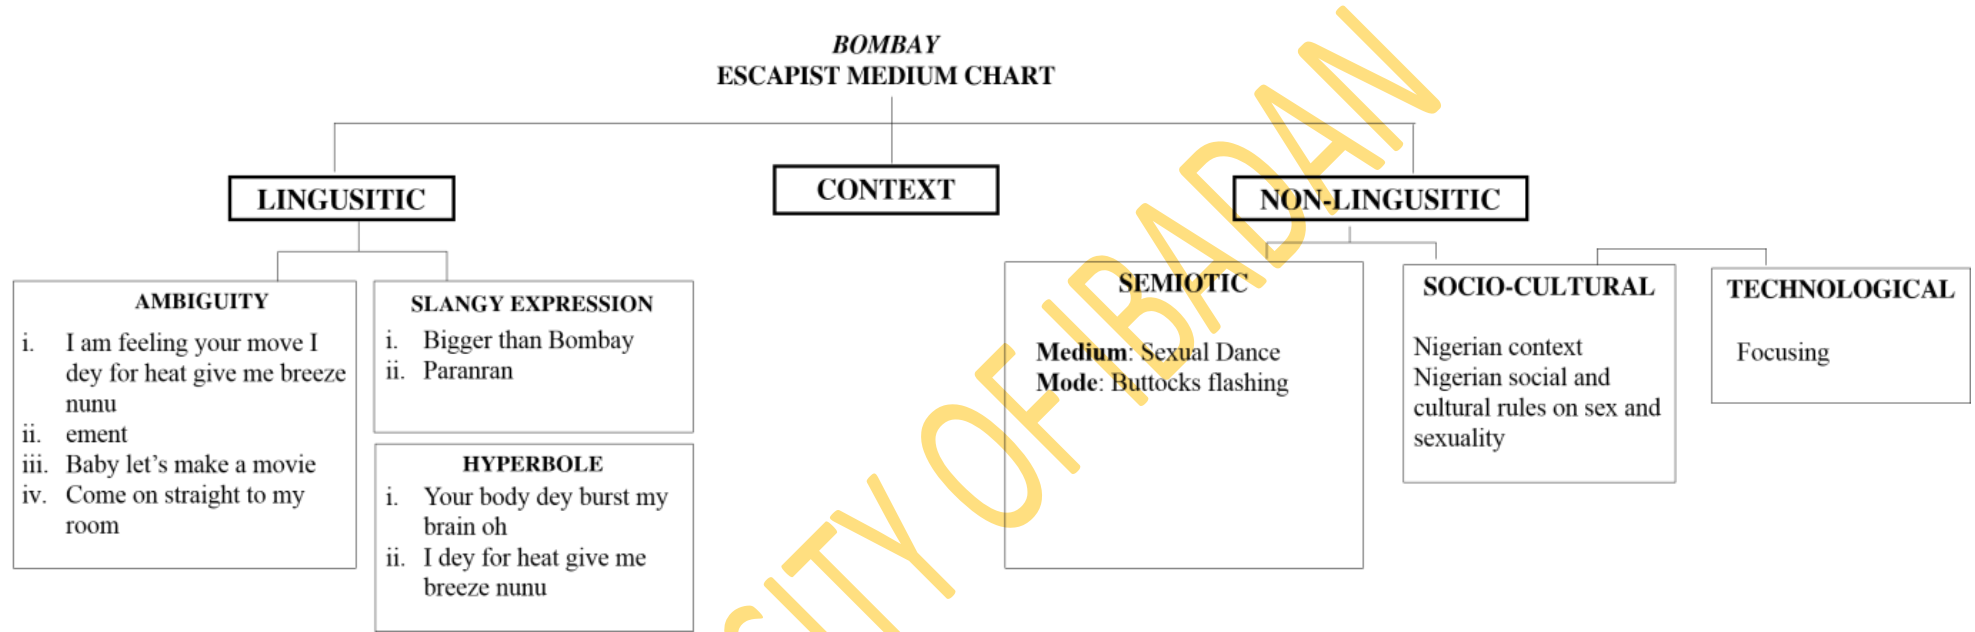 BOMBAY
ESCAPIST MEDIUM CHART
LINGUSITIC
CONTEXT
NON-LINGUSITIC
AMBIGUITY
i. I am feeling your move I
dey for heat give me breeze
nunu
ii. ement
iii. Baby let’s make a movie
iv. Come on straight to my
room
SLANGY EXPRESSION
i. Bigger than Bombay
ii. Paranran
HYPERBOLE
i. Your body dey burst my
brain oh
ii. I dey for heat give me
breeze nunu
SEMIOTIC
Medium: Sexual Dance
Mode: Buttocks flashing
SOCIO-CULTURAL
Nigerian context
Nigerian social and
cultural rules on sex and
sexuality
TECHNOLOGICAL
Focusing
SITY OF IBADAN